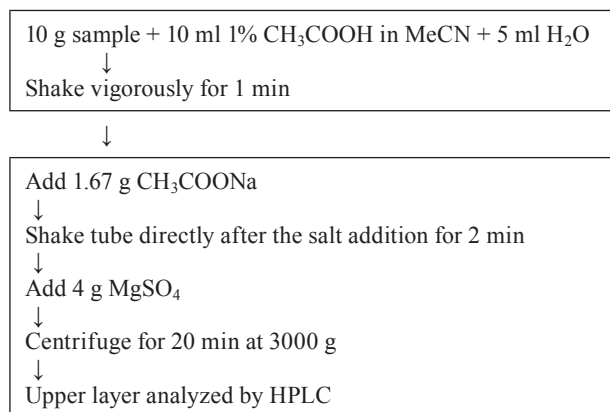 10 g sample + 10 ml 1% CH₃COOH in MeCN + 5 ml H₂O
↓
Shake vigorously for 1 min
↓
Add 1.67 g CH₃COONa
↓
Shake tube directly after the salt addition for 2 min
↓
Add 4 g MgSO₄
↓
Centrifuge for 20 min at 3000 g
↓
Upper layer analyzed by HPLC